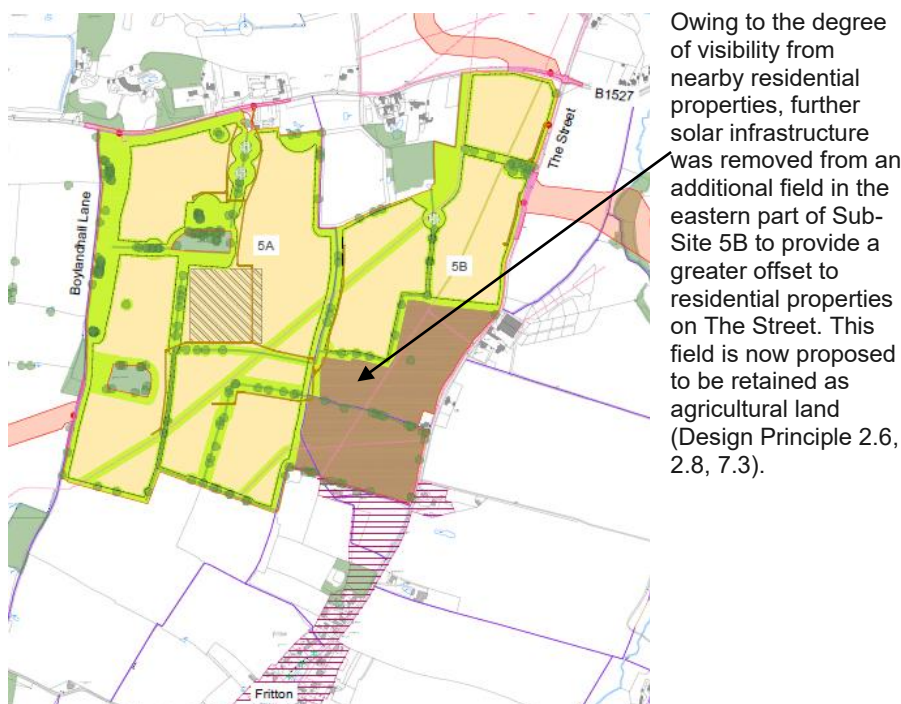 Owing to the degree
of visibility from
nearby residential
properties, further
solar infrastructure
was removed from an
additional field in the
eastern part of Sub-
Site 5B to provide a
greater offset to
residential properties
on The Street. This
field is now proposed
to be retained as
agricultural land
(Design Principle 2.6,
2.8, 7.3).
B1527
The Street
Boylandhall Lane
5A
5B
Fritton